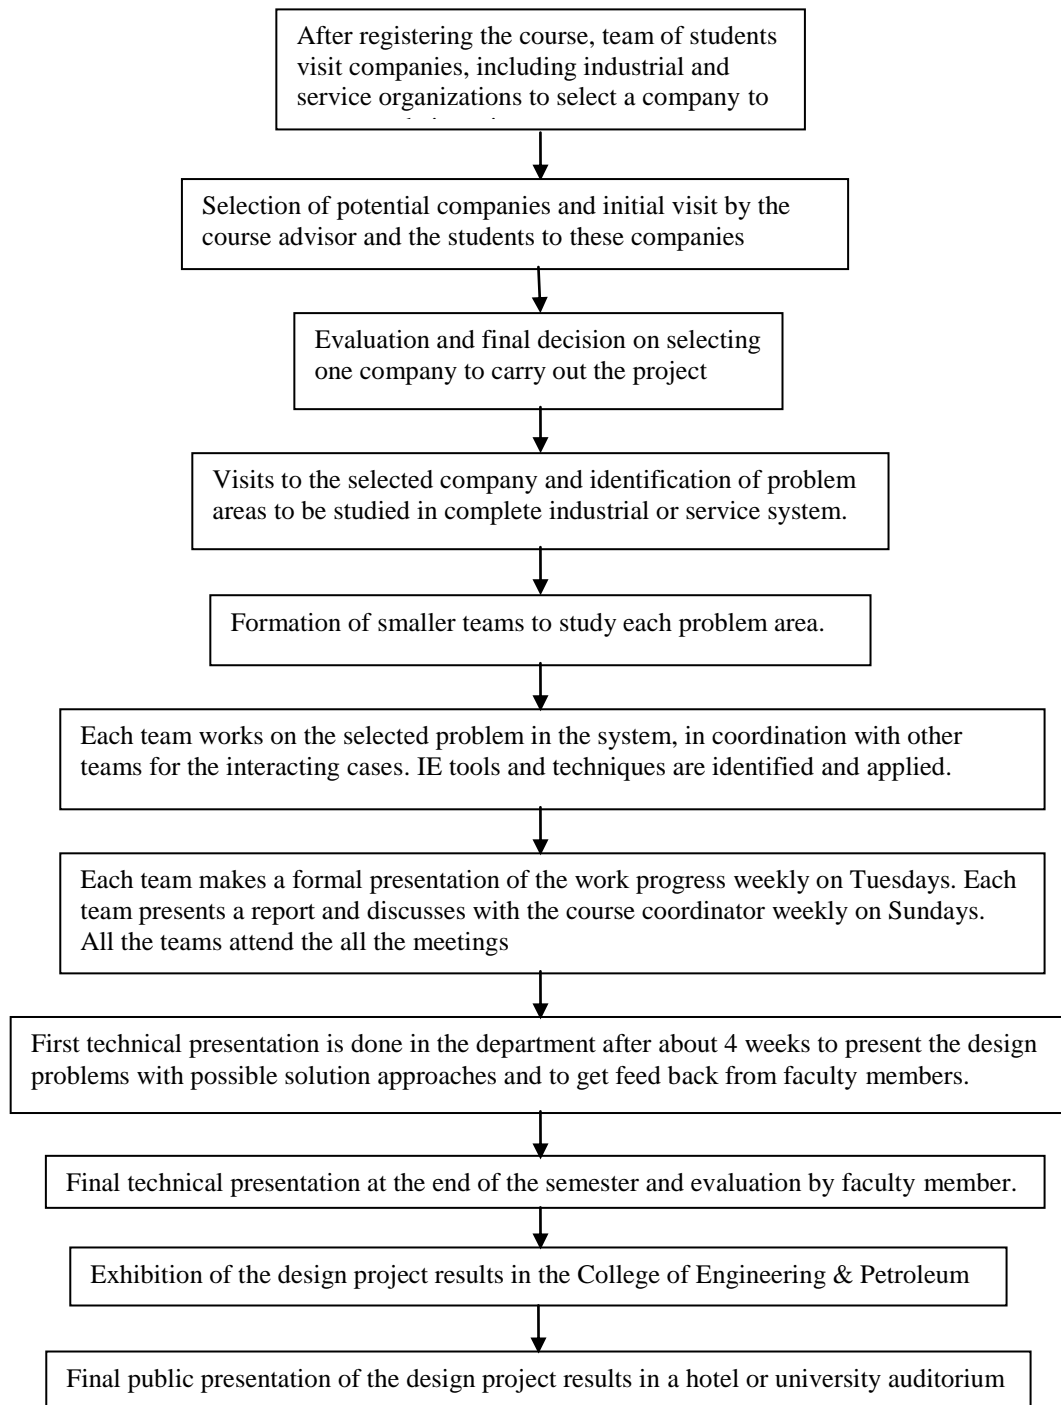 After registering the course, team of students
visit companies, including industrial and
service organizations to select a company to
Selection of potential companies and initial visit by the
course advisor and the students to these companies
Evaluation and final decision on selecting
one company to carry out the project
Visits to the selected company and identification of problem
areas to be studied in complete industrial or service system.
Formation of smaller teams to study each problem area.
Each team works on the selected problem in the system, in coordination with other
teams for the interacting cases. IE tools and techniques are identified and applied.
Each team makes a formal presentation of the work progress weekly on Tuesdays. Each
team presents a report and discusses with the course coordinator weekly on Sundays.
All the teams attend the all the meetings
First technical presentation is done in the department after about 4 weeks to present the design
problems with possible solution approaches and to get feed back from faculty members.
Final technical presentation at the end of the semester and evaluation by faculty member.
Exhibition of the design project results in the College of Engineering & Petroleum
Final public presentation of the design project results in a hotel or university auditorium